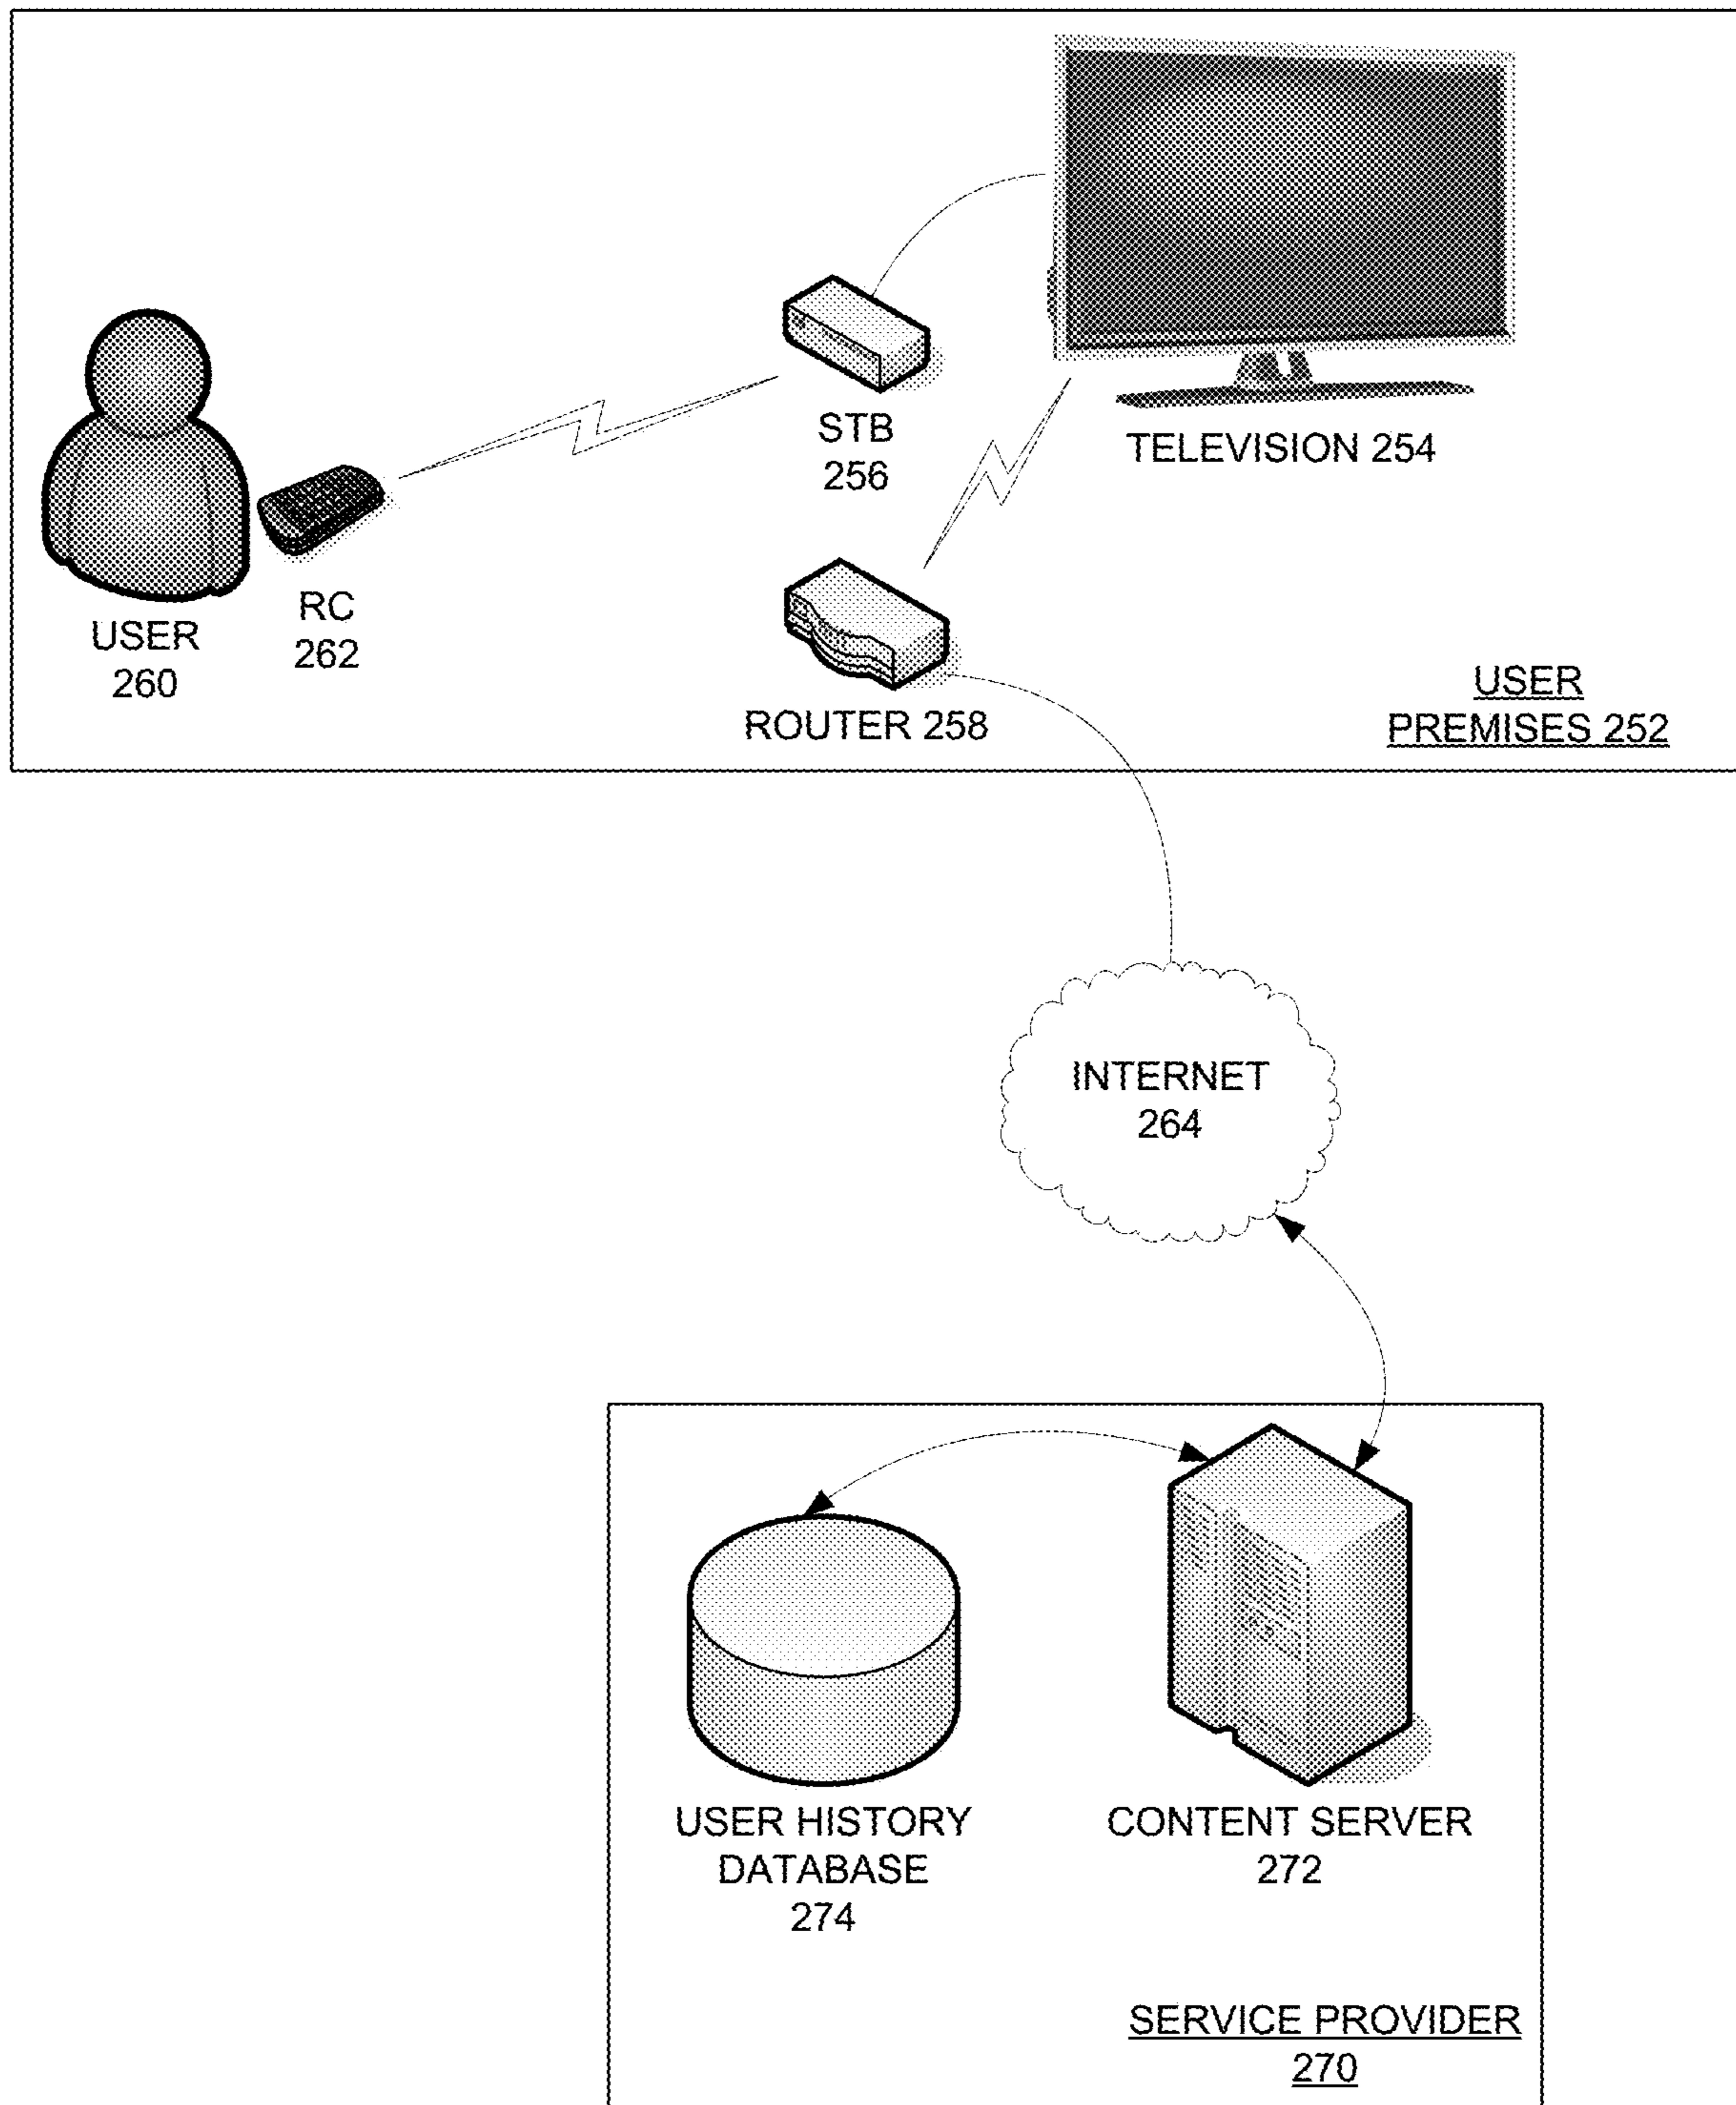 STB
256
TELEVISION 254
USER
260
RC
262
ROUTER 258
USER
PREMISES 252
INTERNET
264
USER HISTORY
DATABASE
274
CONTENT SERVER
272
SERVICE PROVIDER
270